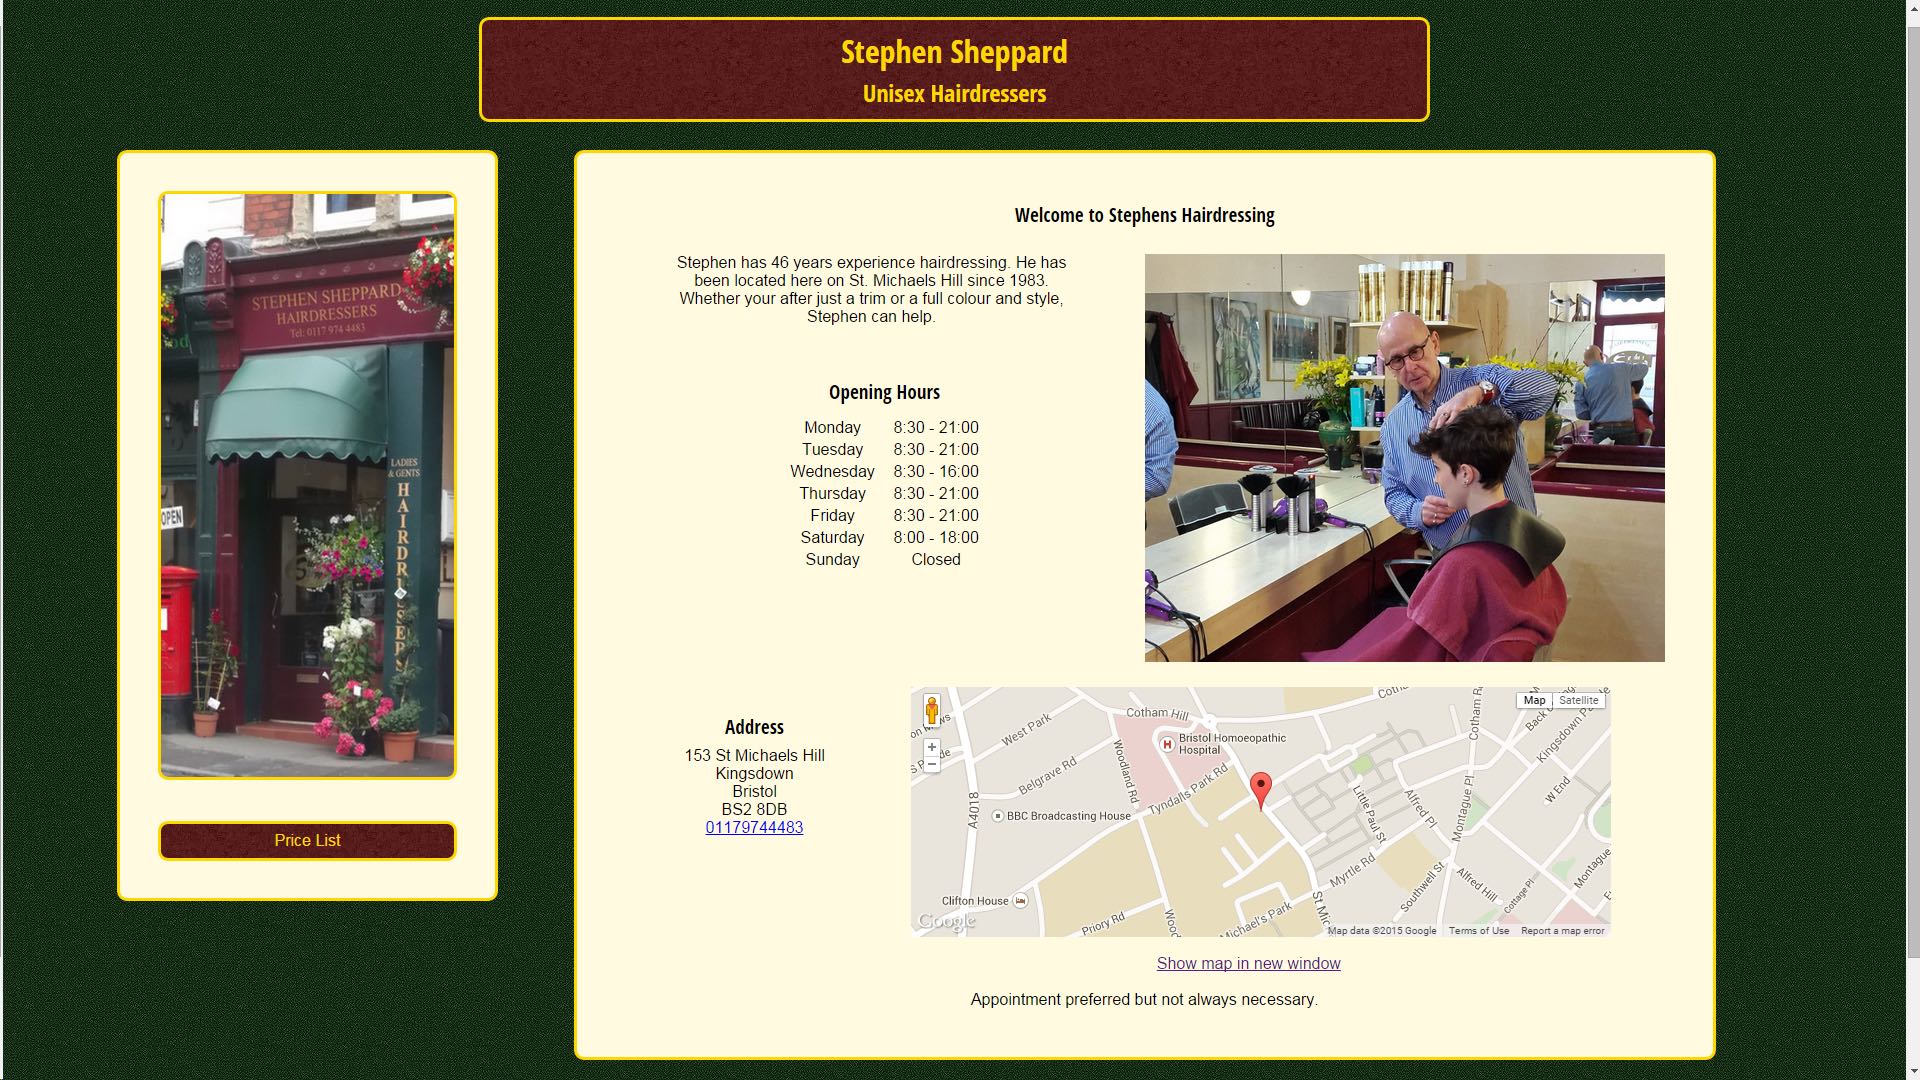 Stephen Sheppard
Unisex Hairdressers
STEPHEN SHEPPARD
HAIRDRESSERS
Tel: 0117 974 4483
LADIES
& GENTS
HAIRDRESSERS
OPEN
Price List
Welcome to Stephens Hairdressing
Stephen has 46 years experience hairdressing. He has
been located here on St. Michaels Hill since 1983.
Whether your after just a trim or a full colour and style,
Stephen can help.
Opening Hours
Monday 8:30 - 21:00
Tuesday 8:30 - 21:00
Wednesday 8:30 - 16:00
Thursday 8:30 - 21:00
Friday 8:30 - 21:00
Saturday 8:00 - 18:00
Sunday Closed
Address
153 St Michaels Hill
Kingsdown
Bristol
BS2 8DB
01179744483
Map Satellite
Cotham Hill
West Park
Bristol Homoeopathic
Hospital
H
Belgrave Rd
Woodland Rd
Tyndalls Park Rd
A4018
BBC Broadcasting House
Little Paul St
Alfred Pl
Montague Pl
Kingsdown
W End
Myrtle Rd
Southwell St
Alfred Hill
Cottage Pl
Montague
Clifton House
Priory Rd
Michael's Park
Google
Map data ©2015 Google
Terms of Use
Report a map error
Show map in new window
Appointment preferred but not always necessary.